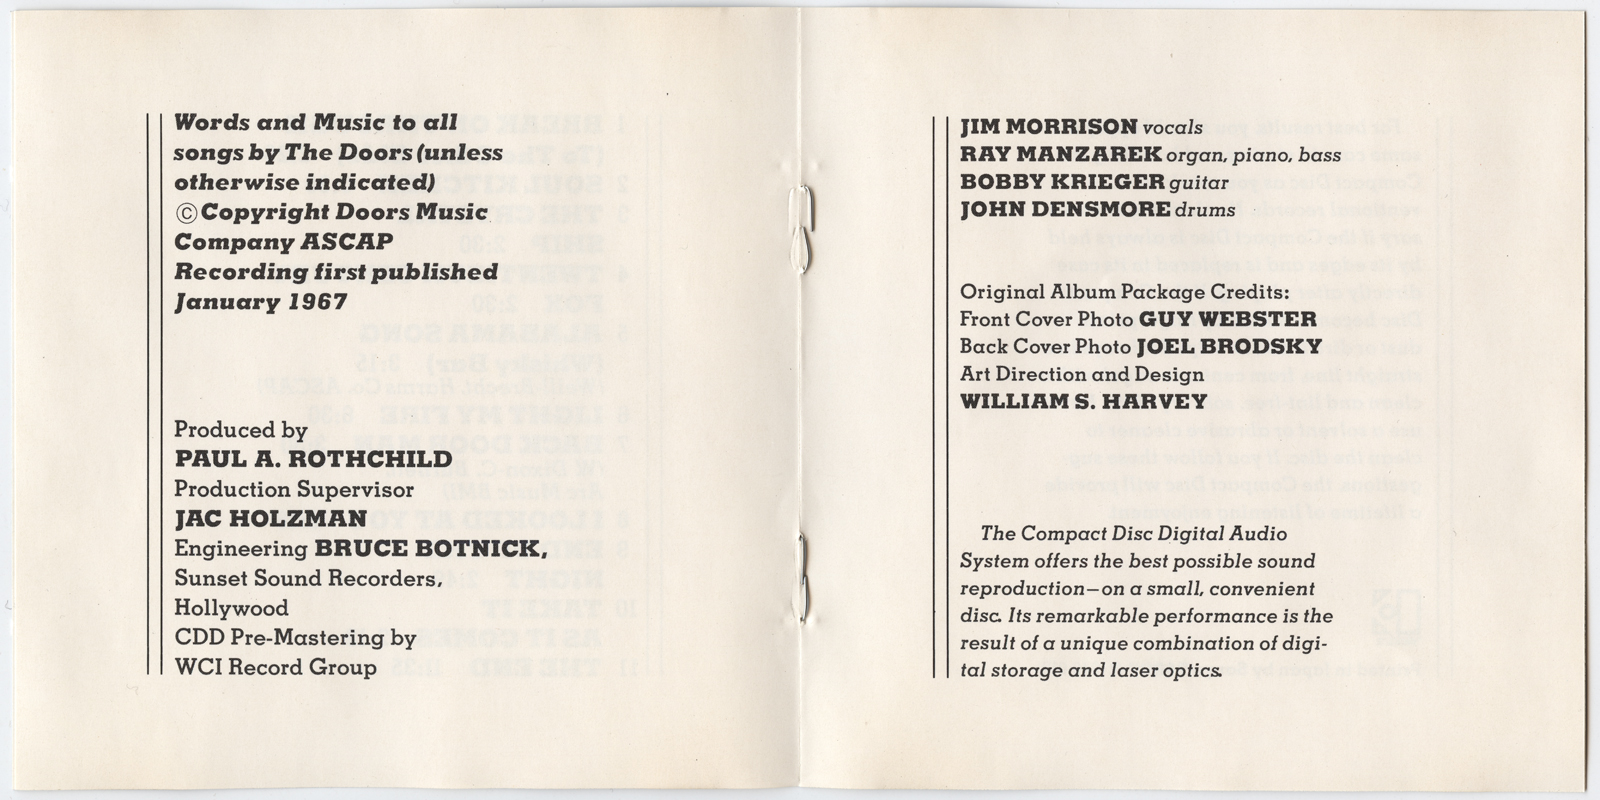 Words and Music to all
songs by The Doors (unless
otherwise indicated)
© Copyright Doors Music
Company ASCAP
Recording first published
January 1967
Produced by
PAUL A. ROTHCHILD
Production Supervisor
JAC HOLZMAN
Engineering BRUCE BOTNICK,
Sunset Sound Recorders,
Hollywood
CDD Pre-Mastering by
WCI Record Group
JIM MORRISON vocals
RAY MANZAREK organ, piano, bass
BOBBY KRIEGER guitar
JOHN DENSMORE drums
Original Album Package Credits:
Front Cover Photo GUY WEBSTER
Back Cover Photo JOEL BRODSKY
Art Direction and Design
WILLIAM S. HARVEY
The Compact Disc Digital Audio
System offers the best possible sound
reproduction—on a small, convenient
disc. Its remarkable performance is the
result of a unique combination of digi-
tal storage and laser optics.